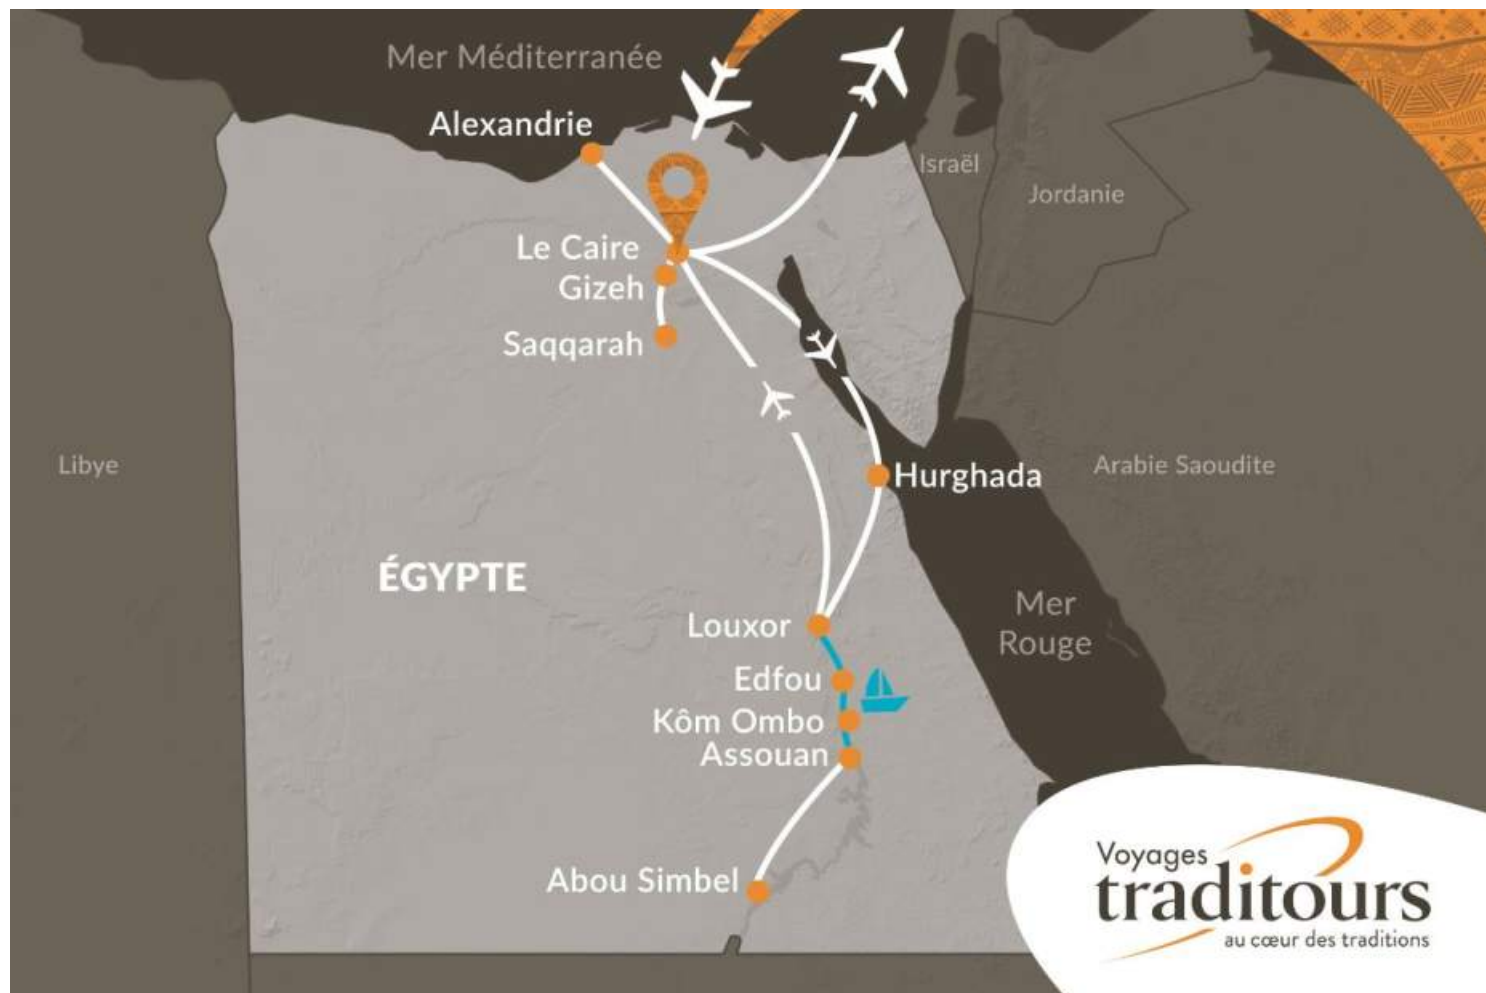 Mer Méditerranée
Alexandrie
Israël
Jordanie
Le Caire
Gizeh
Saqqarah
Libye
Hurghada
Arabie Saoudite
ÉGYPTE
Mer
Rouge
Louxor
Edfou
Kôm Ombo
Assouan
Abou Simbel
Voyages
traditours
au cœur des traditions